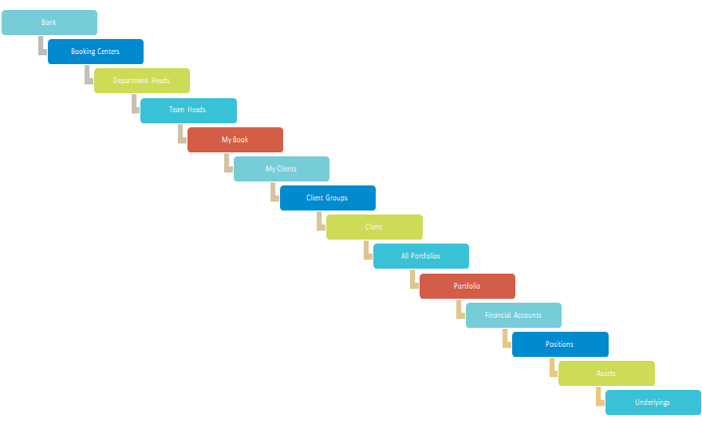 Bank
Booking Centers
Department Heads
Team Heads
My Book
My Clients
Client Groups
Client
All Portfolios
Portfolio
Financial Accounts
Positions
Assets
Underlyings